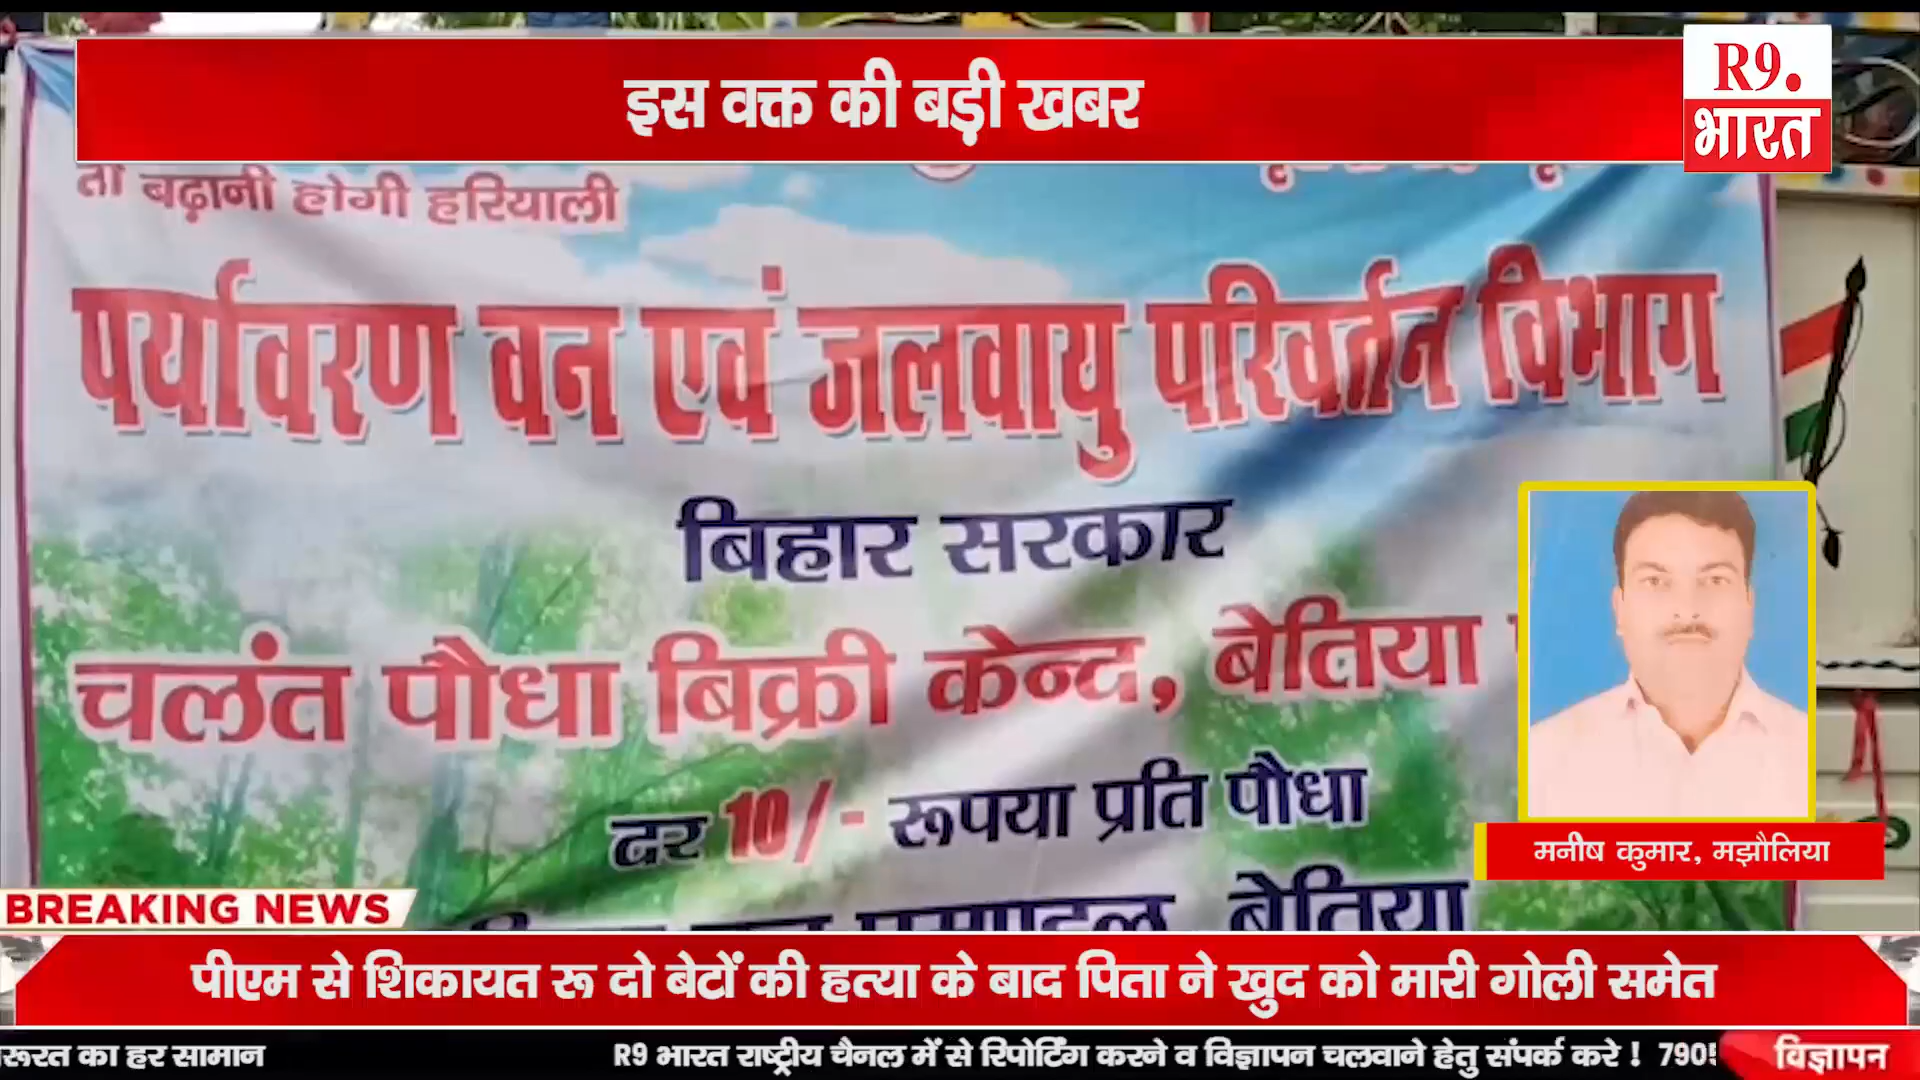 इस वक्त की बड़ी खबर
R9.
भारत
तो बढ़ानी होगी हरियाली
पर्यावरण वन एवं जलवायु परिवर्तन विभाग
बिहार सरकार
चलंत पौधा बिक्री केन्द, बेतिया
दर 10/- रूपया प्रति पौधा
बेतिया
मनीष कुमार, मझौलिया
BREAKING NEWS
पीएम से शिकायत रू दो बेटों की हत्या के बाद पिता ने खुद को मारी गोली समेत
रूरत का हर सामान R9 भारत राष्ट्रीय चैनल में से रिपोर्टिंग करने व विज्ञापन चलवाने हेतु संपर्क करे ! 7905
विज्ञापन